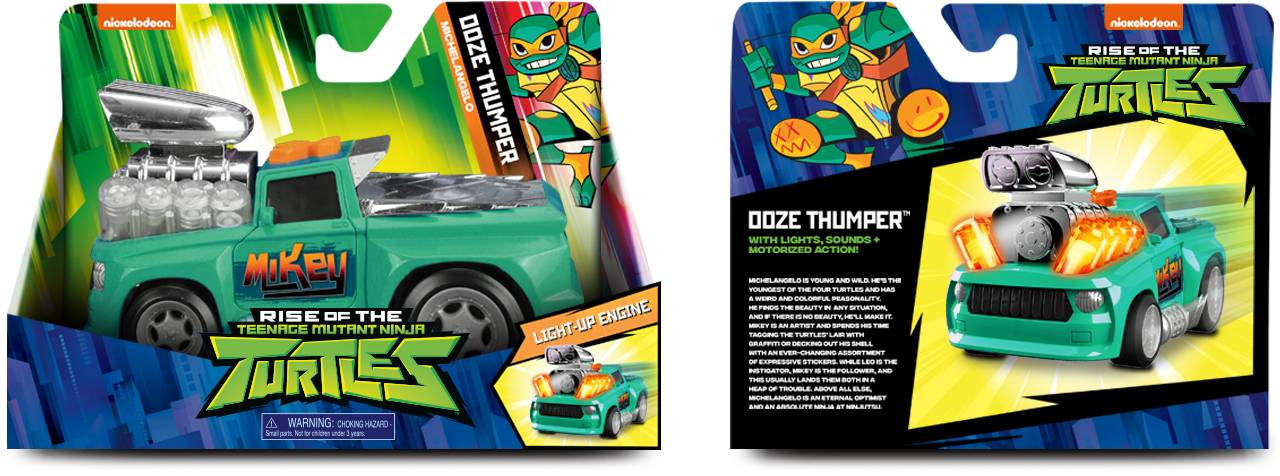 nickelodeon
OOZE THUMPER
MICHELANGELO
MiKey
RISE OF THE
TEENAGE MUTANT NINJA
TURTLES
LIGHT-UP ENGINE
WARNING: CHOKING HAZARD -
Small parts. Not for children under 3 years.
nickelodeon
RISE OF THE
TEENAGE MUTANT NINJA
TURTLES
OOZE THUMPER™
WITH LIGHTS, SOUNDS +
MOTORIZED ACTION!
MICHELANGELO IS YOUNG AND WILD. HE'S THE
YOUNGEST OF THE FOUR TURTLES AND HAS
A WEIRD AND COLORFUL PEASONALITY.
HE FINDS THE BEAUTY IN ANY SITUATION,
AND IF THERE IS NO BEAUTY, HE'LL MAKE IT.
MIKEY IS AN ARTIST AND SPENDS HIS TIME
TAGGING THE TURTLES' LAB WITH
GRAFFITI OR DECKING OUT HIS SHELL
WITH AN EVER-CHANGING ASSORTMENT
OF EXPRESSIVE STICKERS. WHILE LEO IS THE
INSTIGATOR, MIKEY IS THE FOLLOWER, AND
THIS USUALLY LANDS THEM BOTH IN A
HEAP OF TROUBLE. ABOVE ALL ELSE,
MICHELANGELO IS AN ETERNAL OPTIMIST
AND AN ABSOLUTE NINJA AT NINJUTSU.
MiKey